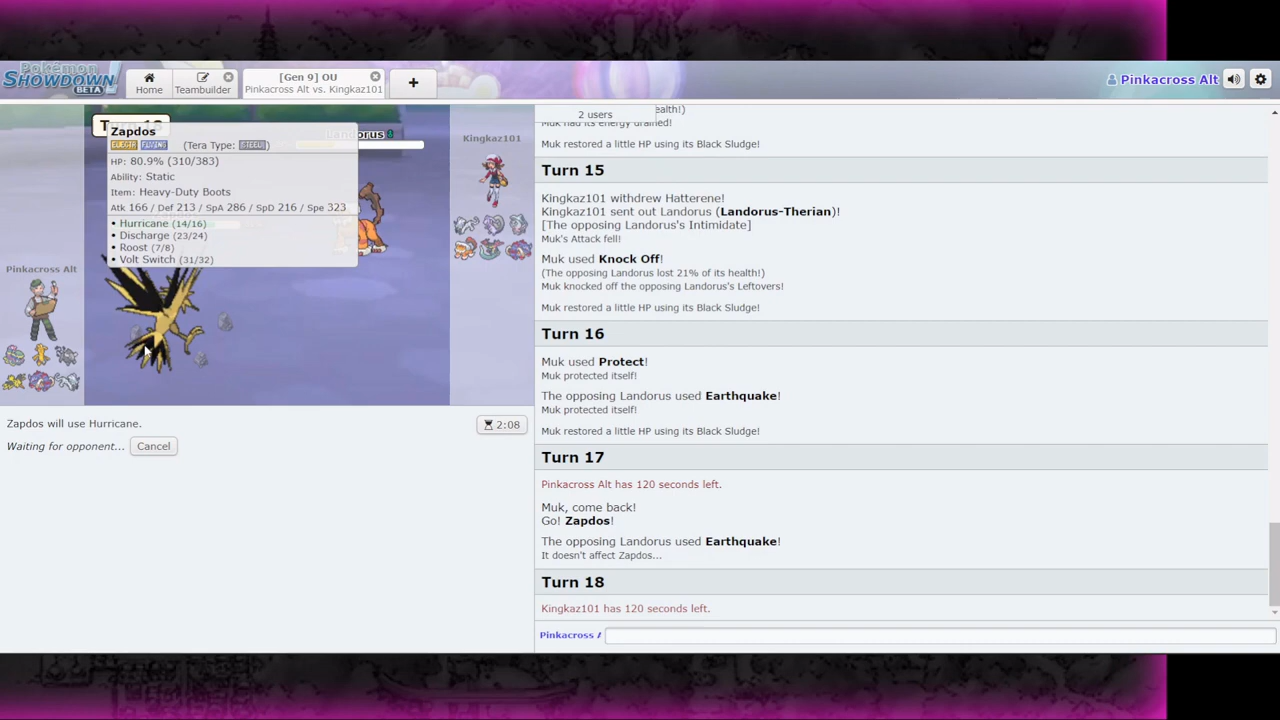 Pokémon
SHOWDOWN
BETA
Home
Teambuilder
[Gen 9] OU
Pinkacross Alt vs. Kingkaz101
+
Pinkacross Alt
Zapdos
ELECTR FLYING (Tera Type: STEEL)
HP: 80.9% (310/383)
Ability: Static
Item: Heavy-Duty Boots
Atk 166 / Def 213 / SpA 286 / SpD 216 / Spe 323
• Hurricane (14/16)
• Discharge (23/24)
• Roost (7/8)
• Volt Switch (31/32)
Kingkaz101
Pinkacross Alt
Zapdos will use Hurricane.
2:08
Waiting for opponent...
Cancel
2 users
ealth!)
Muk had its energy drained!
Muk restored a little HP using its Black Sludge!
Turn 15
Kingkaz101 withdrew Hatterene!
Kingkaz101 sent out Landorus (Landorus-Therian)!
[The opposing Landorus's Intimidate]
Muk's Attack fell!
Muk used Knock Off!
(The opposing Landorus lost 21% of its health!)
Muk knocked off the opposing Landorus's Leftovers!
Muk restored a little HP using its Black Sludge!
Turn 16
Muk used Protect!
Muk protected itself!
The opposing Landorus used Earthquake!
Muk protected itself!
Muk restored a little HP using its Black Sludge!
Turn 17
Pinkacross Alt has 120 seconds left.
Muk, come back!
Go! Zapdos!
The opposing Landorus used Earthquake!
It doesn't affect Zapdos...
Turn 18
Kingkaz101 has 120 seconds left.
Pinkacross A